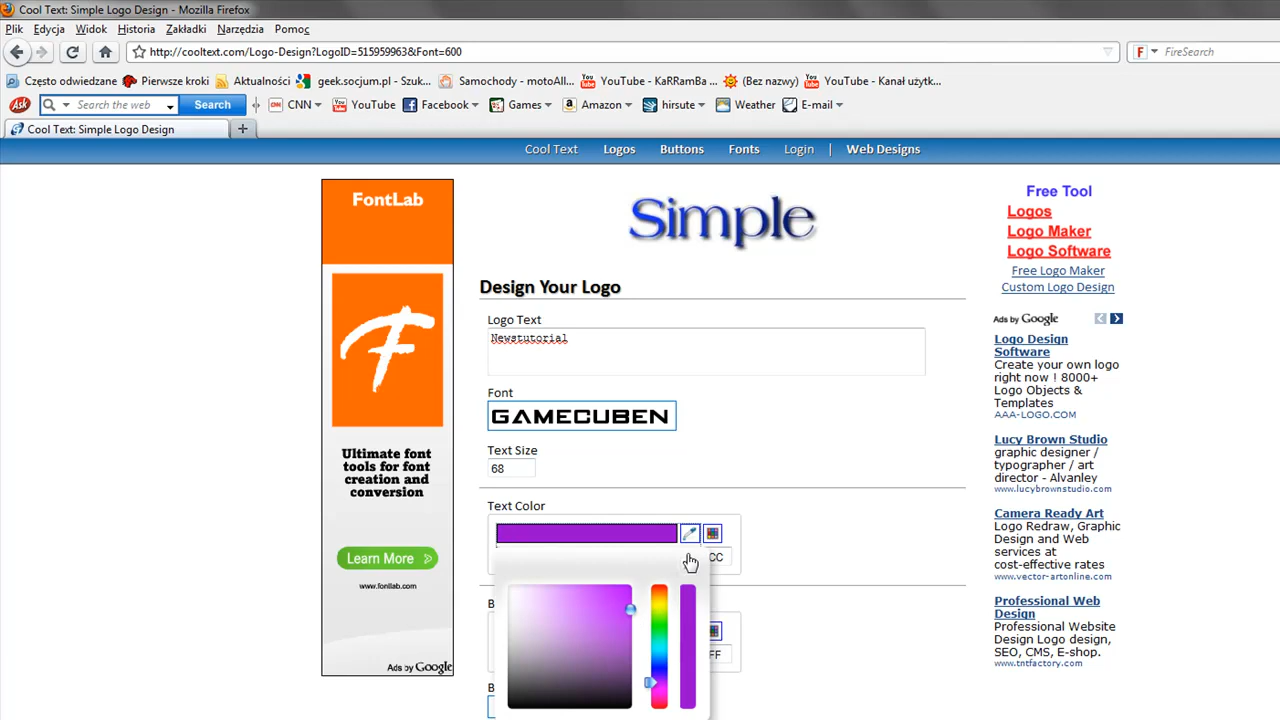 Cool Text: Simple Logo Design - Mozilla Firefox
Plik Edycja Widok Historia Zakładki Narzędzia Pomoc
http://cooltext.com/Logo-Design?LogoID=515959963&Font=600
F FireSearch
Często odwiedzane Pierwsze kroki Aktualności geek.socjum.pl - Szuk... Samochody - motoAll... YouTube - KaRRamBa ... (Bez nazwy) YouTube - Kanał użytk...
Ask Search the web Search CNN YouTube Facebook Games Amazon hirsute Weather E-mail
Cool Text: Simple Logo Design +
Cool Text Logos Buttons Fonts Login | Web Designs
FontLab
F
Ultimate font
tools for font
creation and
conversion
Learn More
www.fontlab.com
Ads by Google
Simple
Design Your Logo
Logo Text
Newstutorial
Font
GAMECUBEN
Text Size
68
Text Color
CC
B
FF
B
Free Tool
Logos
Logo Maker
Logo Software
Free Logo Maker
Custom Logo Design
Ads by Google
Logo Design
Software
Create your own logo
right now ! 8000+
Logo Objects &
Templates
AAA-LOGO.COM
Lucy Brown Studio
graphic designer /
typographer / art
director - Alvanley
www.lucybrownstudio.com
Camera Ready Art
Logo Redraw, Graphic
Design and Web
services at
cost-effective rates
www.vector-artonline.com
Professional Web
Design
Professional Website
Design Logo design,
SEO, CMS, E-shop.
www.tntfactory.com